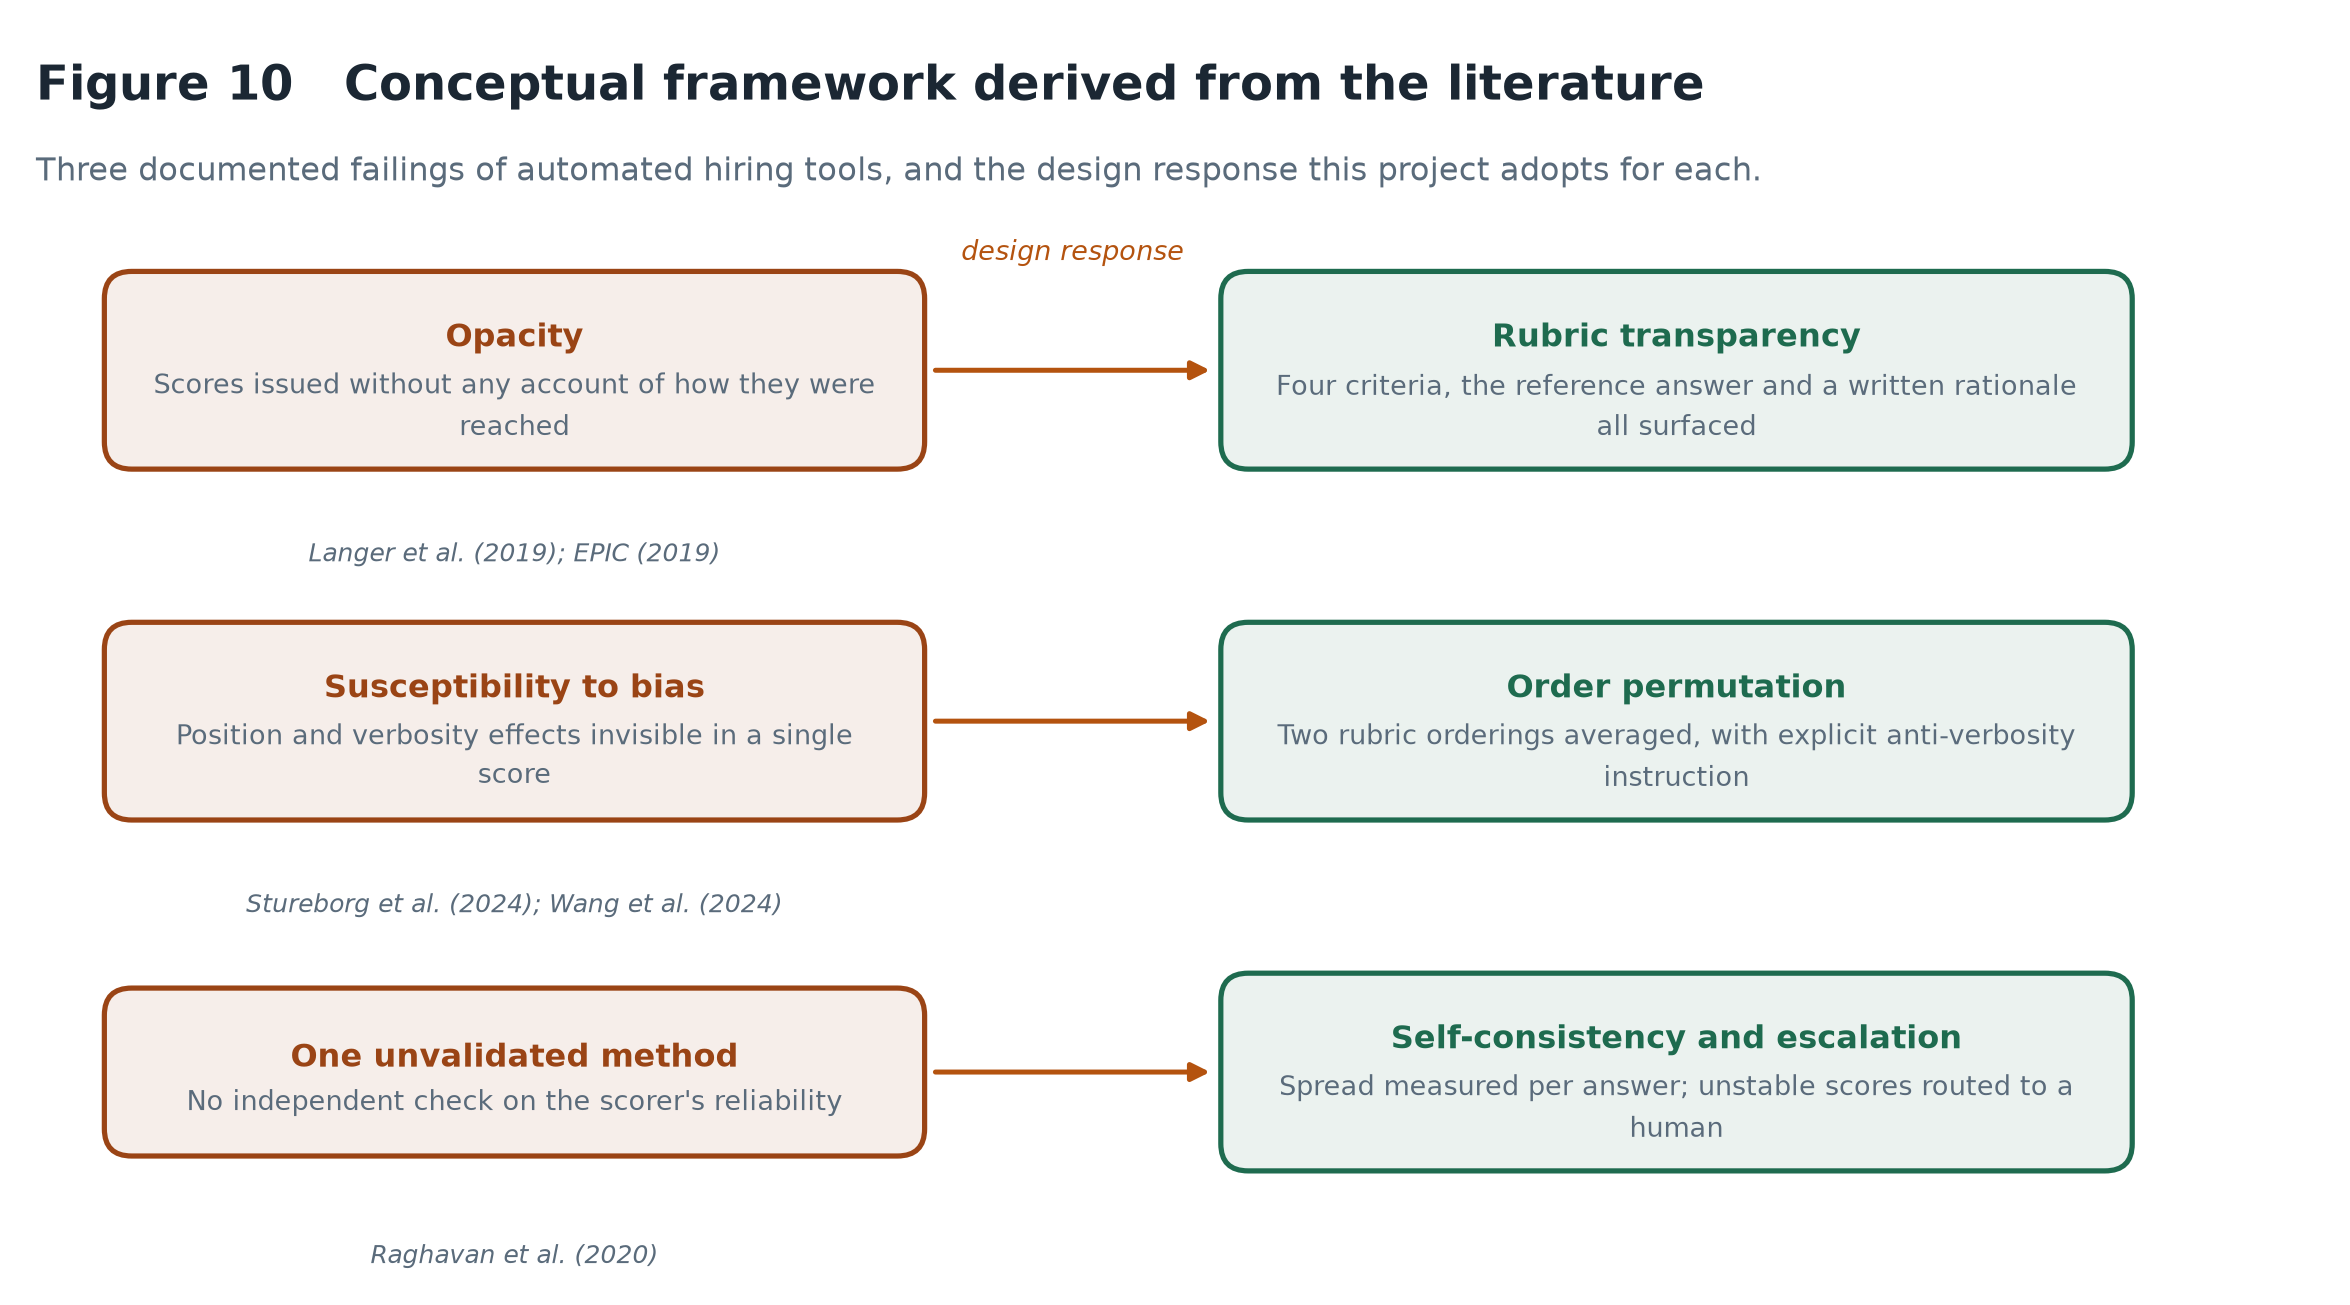 Figure 10   Conceptual framework derived from the literature
Three documented failings of automated hiring tools, and the design response this project adopts for each.
design response
Opacity
Scores issued without any account of how they were
reached
Rubric transparency
Four criteria, the reference answer and a written rationale
all surfaced
Langer et al. (2019); EPIC (2019)
Susceptibility to bias
Position and verbosity effects invisible in a single
score
Order permutation
Two rubric orderings averaged, with explicit anti-verbosity
instruction
Stureborg et al. (2024); Wang et al. (2024)
One unvalidated method
No independent check on the scorer's reliability
Self-consistency and escalation
Spread measured per answer; unstable scores routed to a
human
Raghavan et al. (2020)